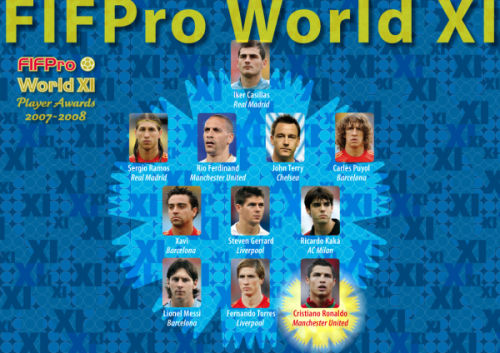 FIFPro World XI
FIFPro
World XI
Player Awards
2007-2008
Iker Casillas
Real Madrid
Sergio Ramos
Real Madrid
Rio Ferdinand
Manchester United
John Terry
Chelsea
Carles Puyol
Barcelona
Xavi
Barcelona
Steven Gerrard
Liverpool
Ricardo Kaká
AC Milan
Lionel Messi
Barcelona
Fernando Torres
Liverpool
Cristiano Ronaldo
Manchester United